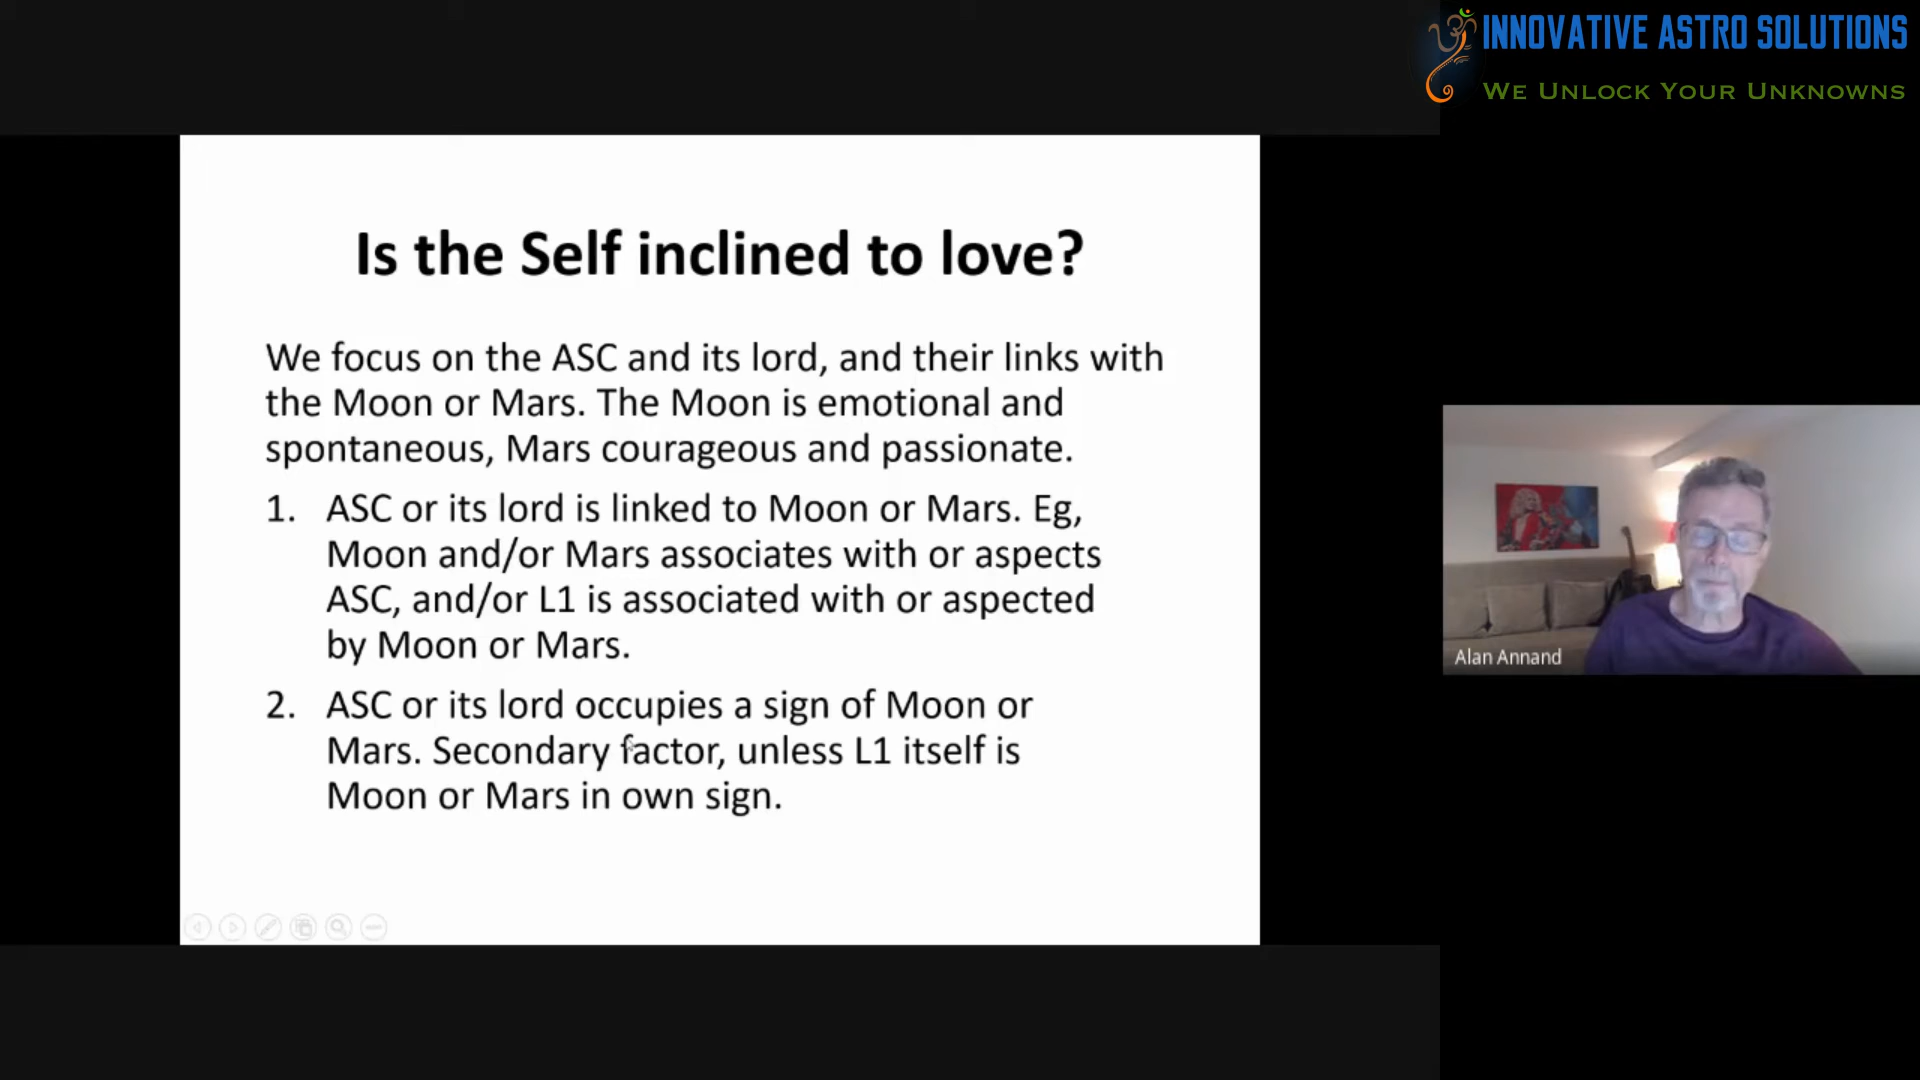 INNOVATIVE ASTRO SOLUTIONS
WE UNLOCK YOUR UNKNOWNS
Is the Self inclined to love?
We focus on the ASC and its lord, and their links with
the Moon or Mars. The Moon is emotional and
spontaneous, Mars courageous and passionate.
1. ASC or its lord is linked to Moon or Mars. Eg,
Moon and/or Mars associates with or aspects
ASC, and/or L1 is associated with or aspected
by Moon or Mars.
2. ASC or its lord occupies a sign of Moon or
Mars. Secondary factor, unless L1 itself is
Moon or Mars in own sign.
Alan Annand